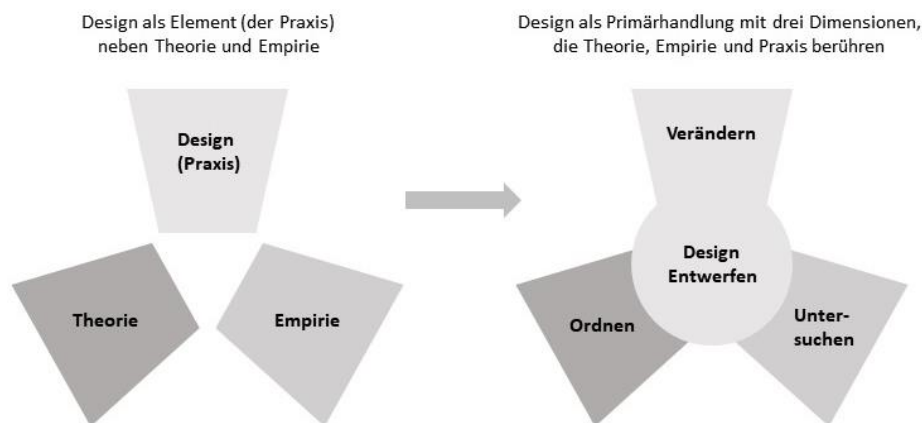 Design als Element (der Praxis)
neben Theorie und Empirie
Design
(Praxis)
Theorie
Empirie
Design als Primärhandlung mit drei Dimensionen,
die Theorie, Empirie und Praxis berühren
Verändern
Design
Entwerfen
Ordnen
Unter-
suchen